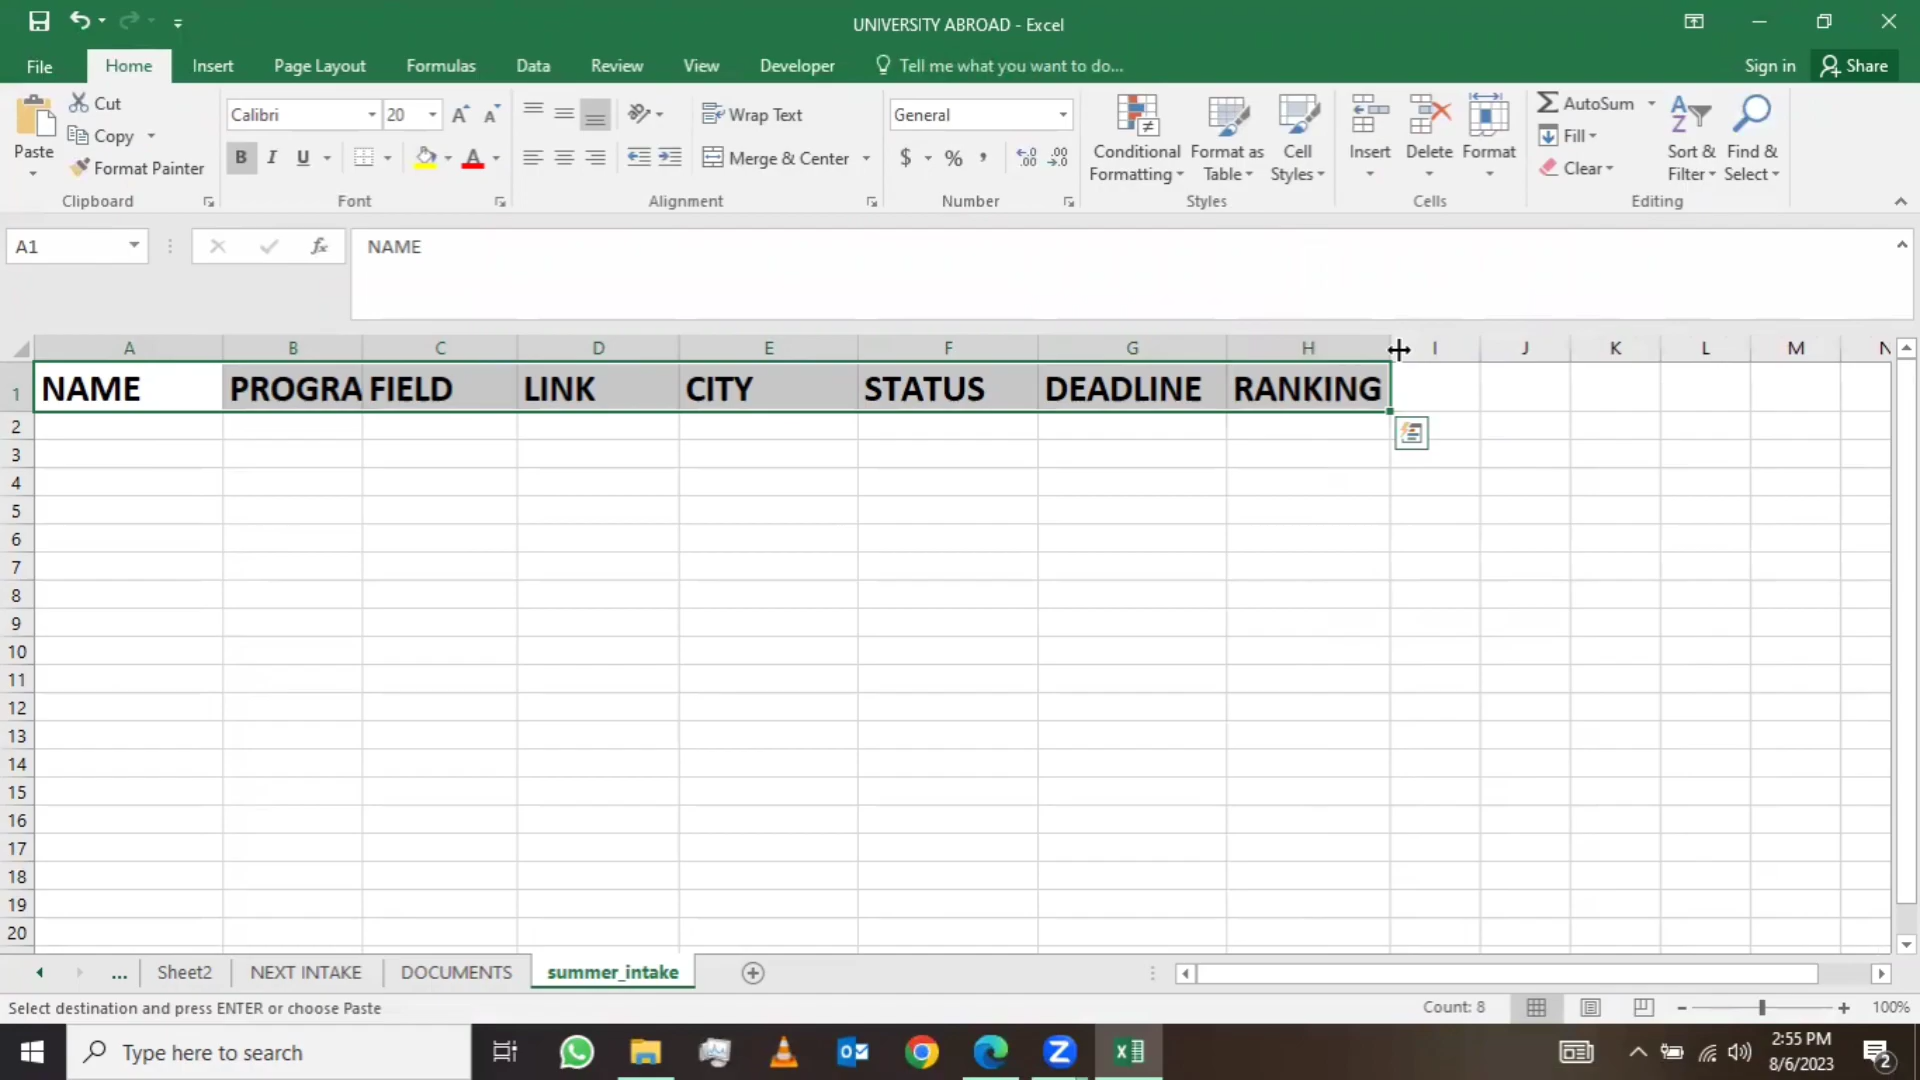 UNIVERSITY ABROAD - Excel
File Home Insert Page Layout Formulas Data Review View Developer Tell me what you want to do... Sign in Share
Paste
Cut
Copy
Format Painter
Clipboard
Calibri 20
B I U
Font
Wrap Text
Merge & Center
Alignment
General
$ % ,
Number
Conditional Formatting
Format as Table
Cell Styles
Styles
Insert Delete Format
Cells
AutoSum
Fill
Clear
Sort & Filter
Find & Select
Editing
A1 fx NAME
A B C D E F G H I J K L M N
1 NAME PROGRA FIELD LINK CITY STATUS DEADLINE RANKING
2
3
4
5
6
7
8
9
10
11
12
13
14
15
16
17
18
19
20
... Sheet2 NEXT INTAKE DOCUMENTS summer_intake
Select destination and press ENTER or choose Paste Count: 8 100%
Type here to search
2:55 PM
8/6/2023
2